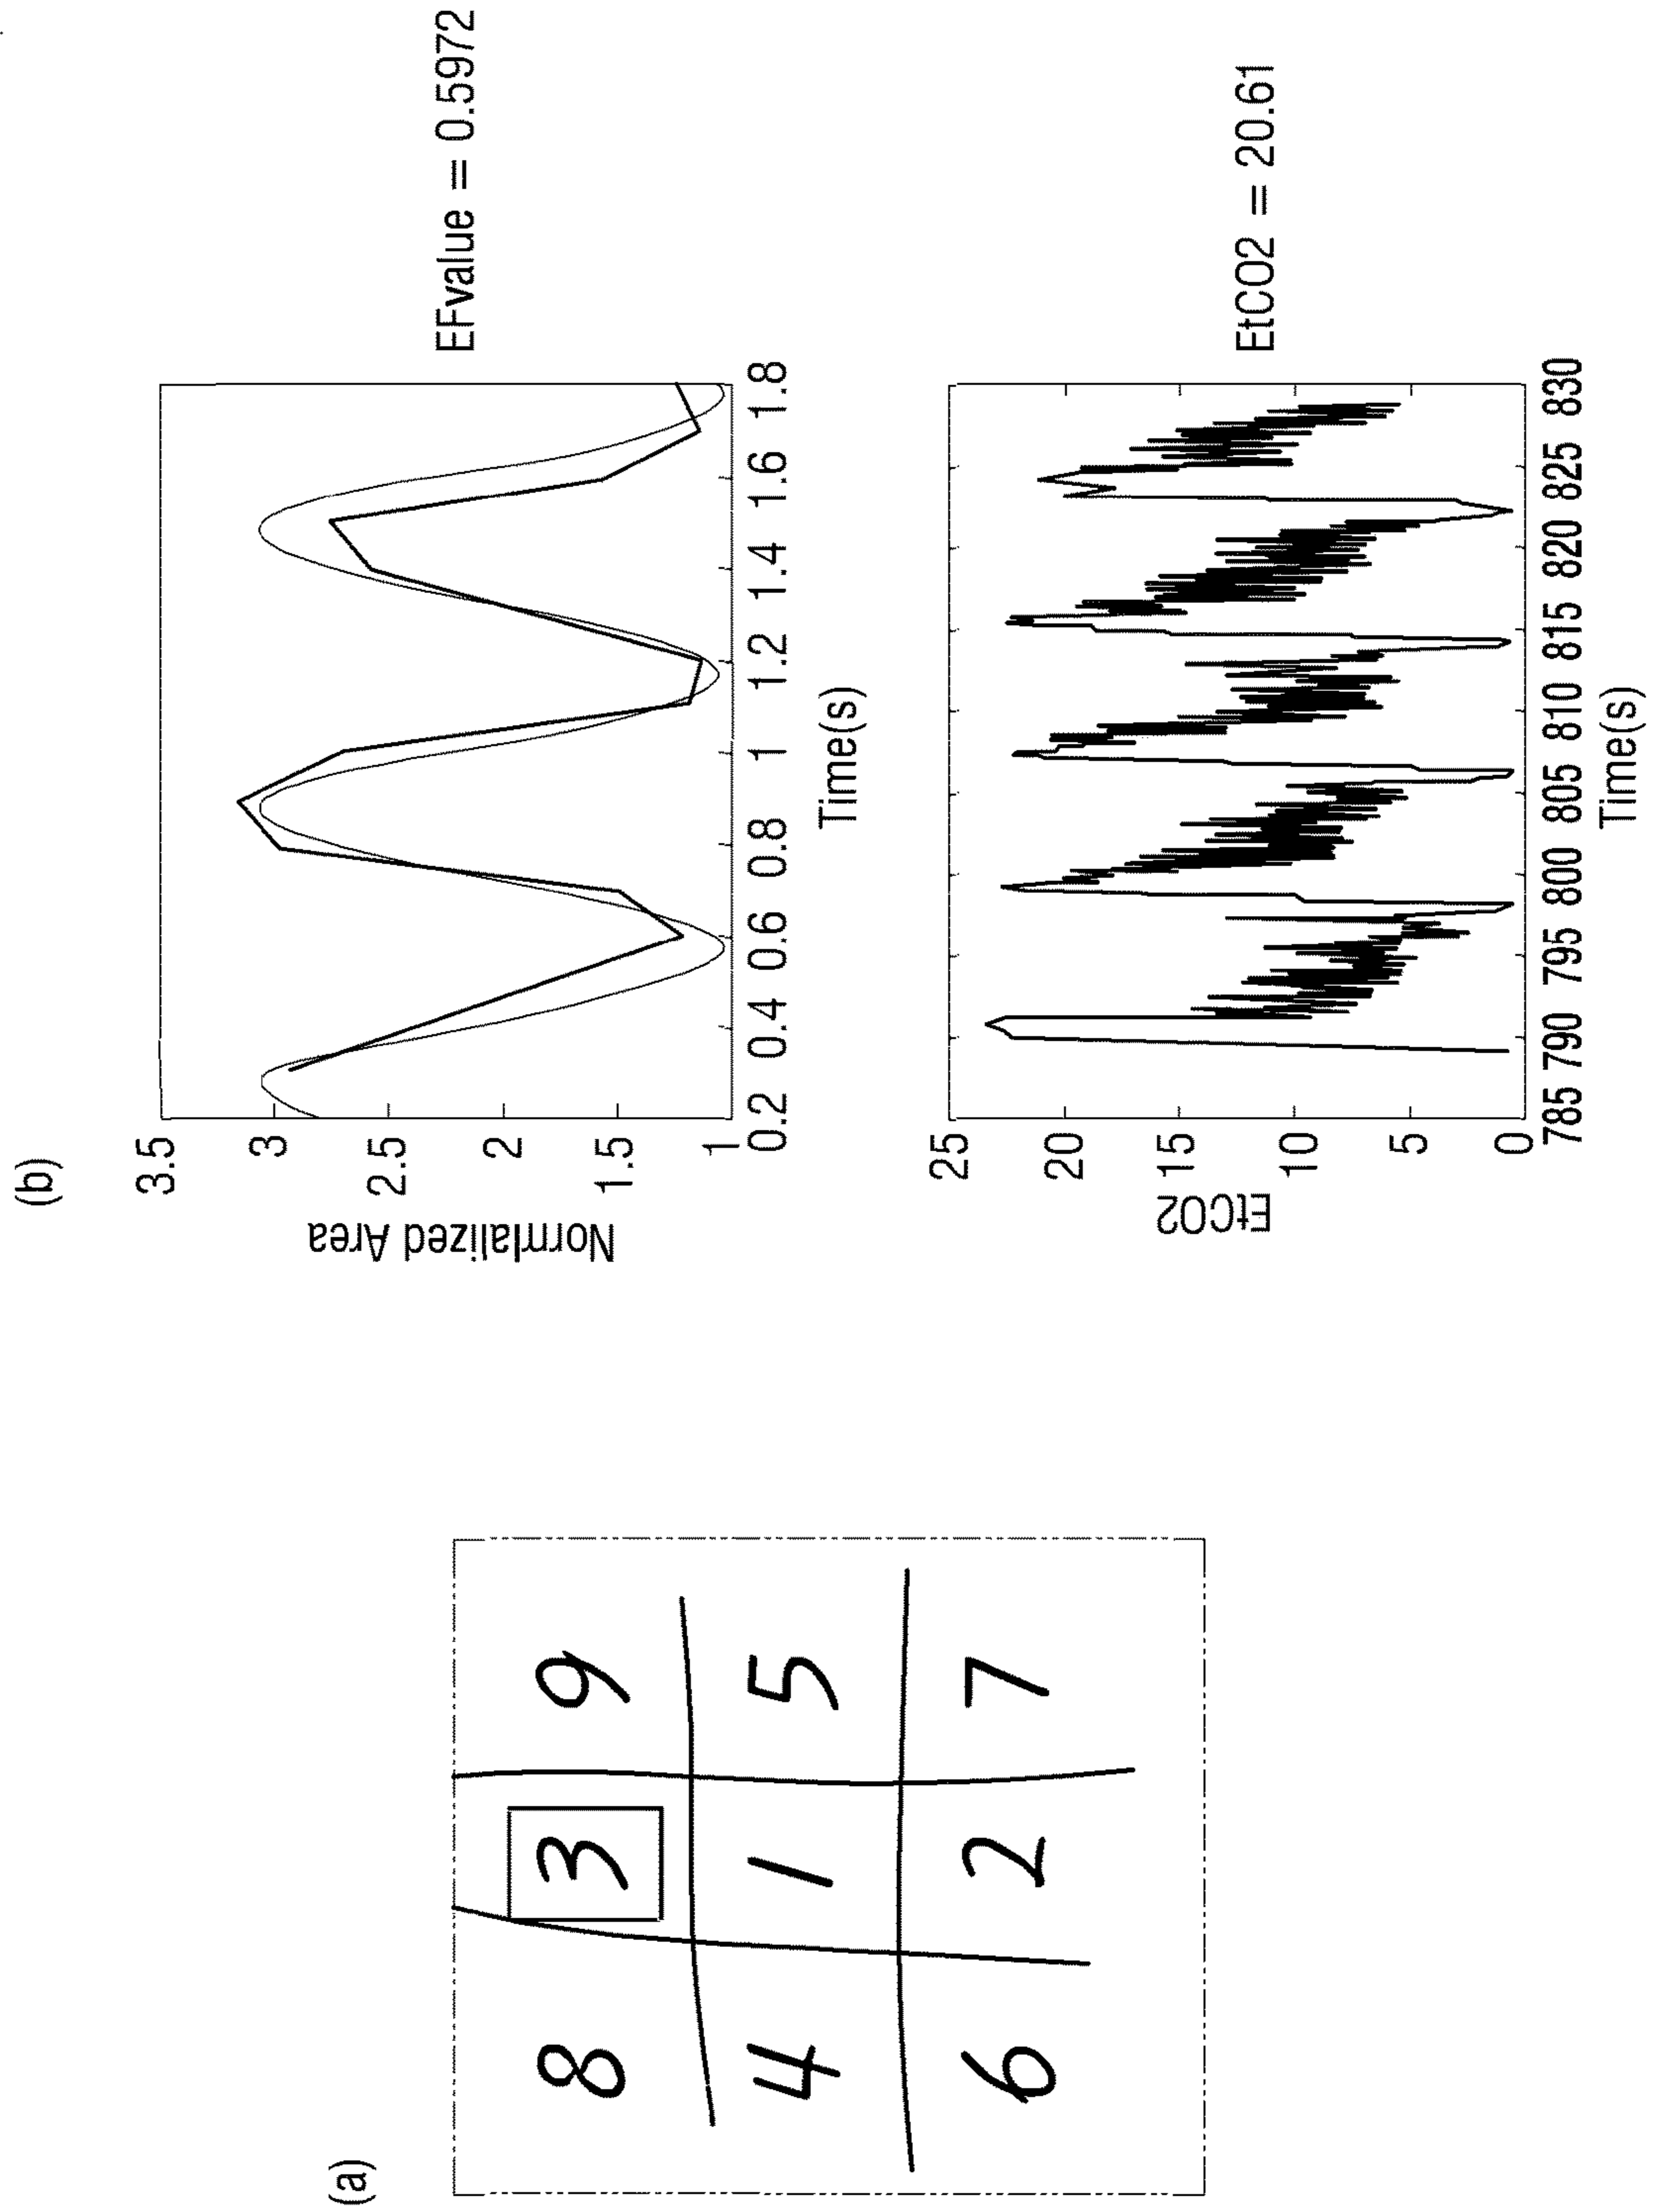 (a)
8 3 9
4 1 5
6 2 7
(b)
Normlalized Area
3.5
3
2.5
2
1.5
1
0.2 0.4 0.6 0.8 1 1.2 1.4 1.6 1.8
Time(s)
EFvalue = 0.5972
EtCO2
25
20
15
10
5
0
785 790 795 800 805 810 815 820 825 830
Time(s)
EtCO2 = 20.61